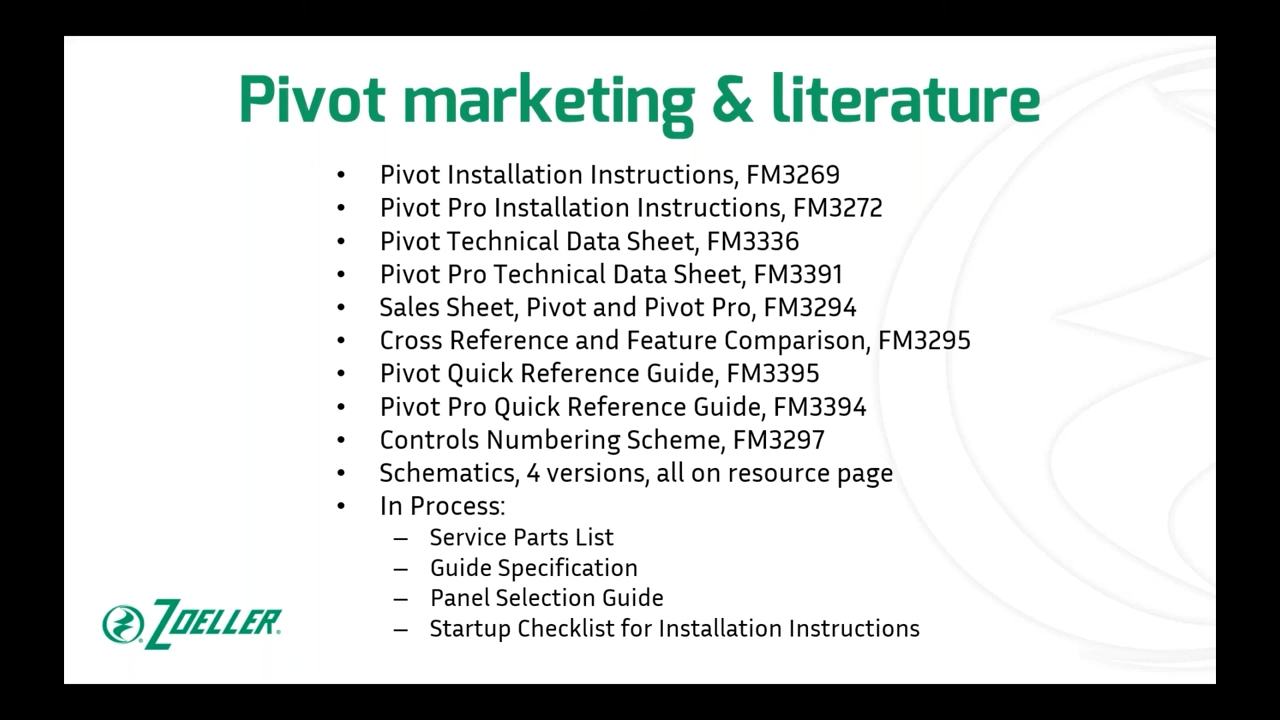 Pivot marketing & literature
• Pivot Installation Instructions, FM3269
• Pivot Pro Installation Instructions, FM3272
• Pivot Technical Data Sheet, FM3336
• Pivot Pro Technical Data Sheet, FM3391
• Sales Sheet, Pivot and Pivot Pro, FM3294
• Cross Reference and Feature Comparison, FM3295
• Pivot Quick Reference Guide, FM3395
• Pivot Pro Quick Reference Guide, FM3394
• Controls Numbering Scheme, FM3297
• Schematics, 4 versions, all on resource page
• In Process:
– Service Parts List
– Guide Specification
– Panel Selection Guide
– Startup Checklist for Installation Instructions
ZOELLER